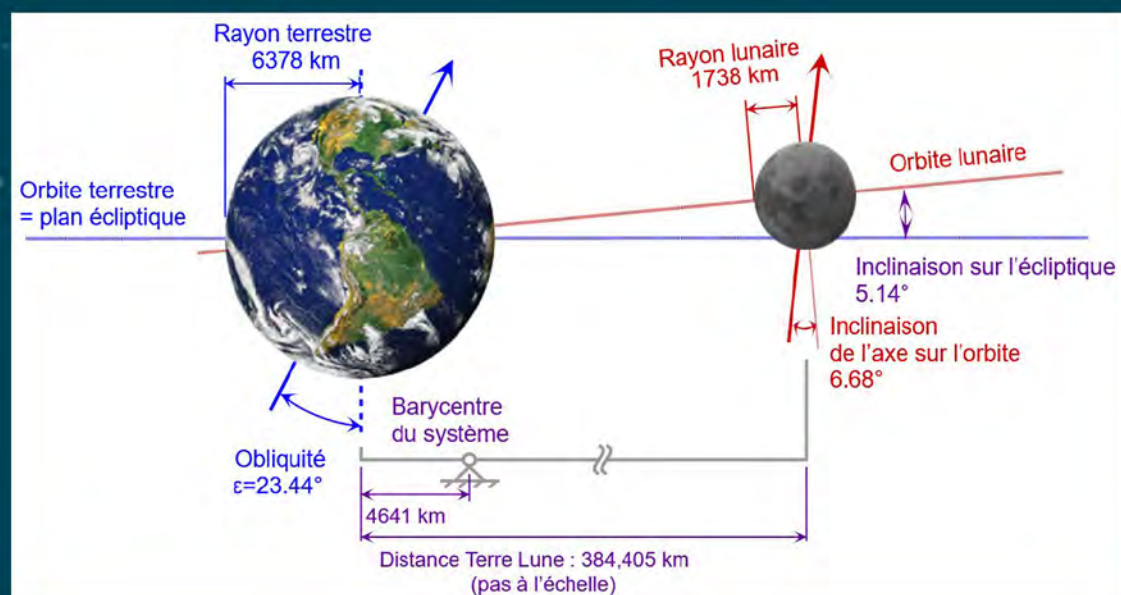 Rayon terrestre
6378 km
Rayon lunaire
1738 km
Orbite lunaire
Orbite terrestre
= plan écliptique
Inclinaison sur l'écliptique
5.14°
Inclinaison
de l'axe sur l'orbite
6.68°
Barycentre
du système
Obliquité
ε=23.44°
4641 km
Distance Terre Lune : 384,405 km
(pas à l'échelle)